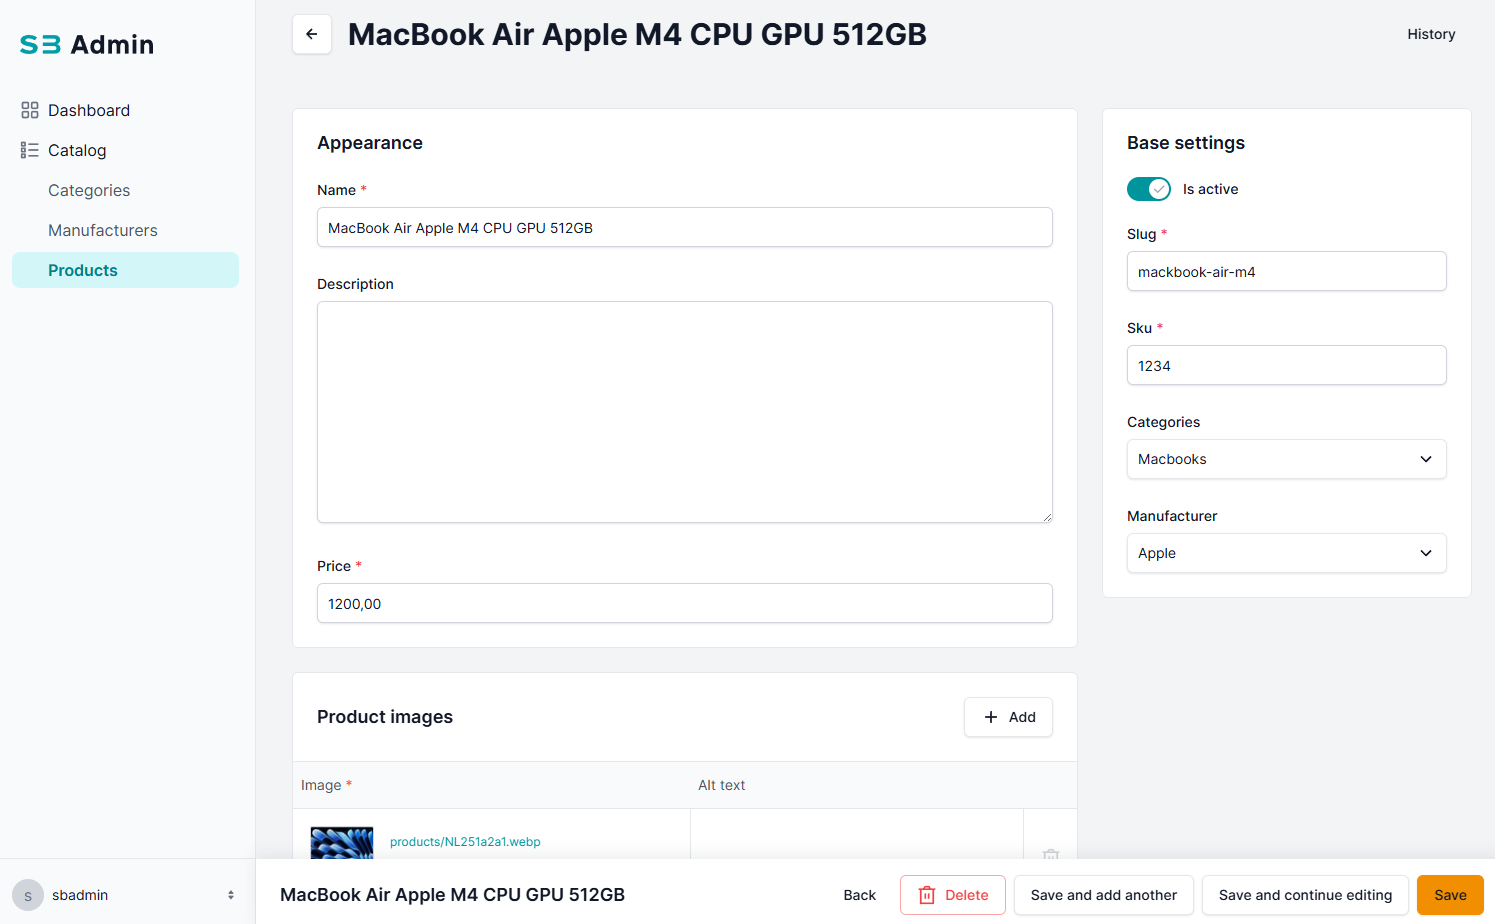 SB Admin
MacBook Air Apple M4 CPU GPU 512GB
History
Dashboard
Catalog
Categories
Manufacturers
Products
Appearance
Name *
MacBook Air Apple M4 CPU GPU 512GB
Description
Price *
1200,00
Base settings
Is active
Slug *
mackbook-air-m4
Sku *
1234
Categories
Macbooks
Manufacturer
Apple
Product images
Add
Image *
Alt text
products/NL251a2a1.webp
S
sbadmin
MacBook Air Apple M4 CPU GPU 512GB
Back
Delete
Save and add another
Save and continue editing
Save